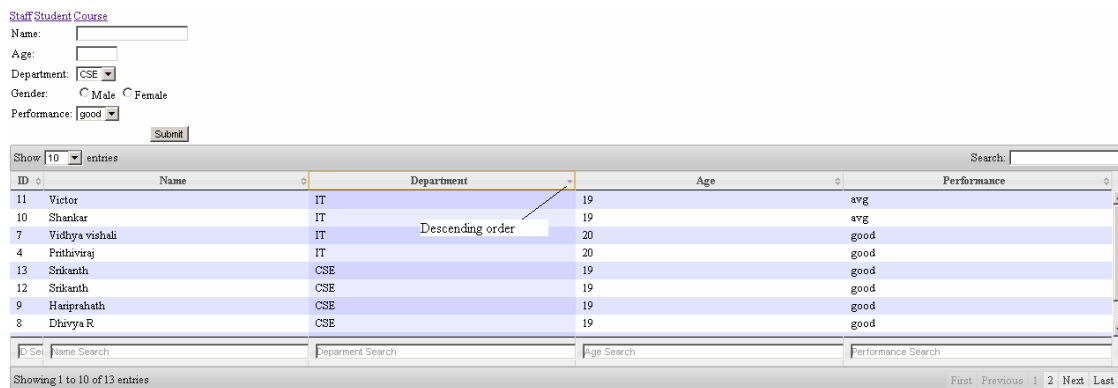 Staff Student Course
Name:
Age:
Department: CSE
Gender: Male Female
Performance: good
Submit
Show 10 entries Search:
ID Name Department Age Performance
11 Victor IT 19 avg
10 Shankar IT 19 avg
Descending order
7 Vidhya vishali IT 20 good
4 Prithiviraj IT 20 good
13 Srikanth CSE 19 good
12 Srikanth CSE 19 good
9 Hariprahath CSE 19 good
8 Dhivya R CSE 19 good
D Sea Name Search Deparment Search Age Search Performance Search
Showing 1 to 10 of 13 entries First Previous 1 2 Next Last